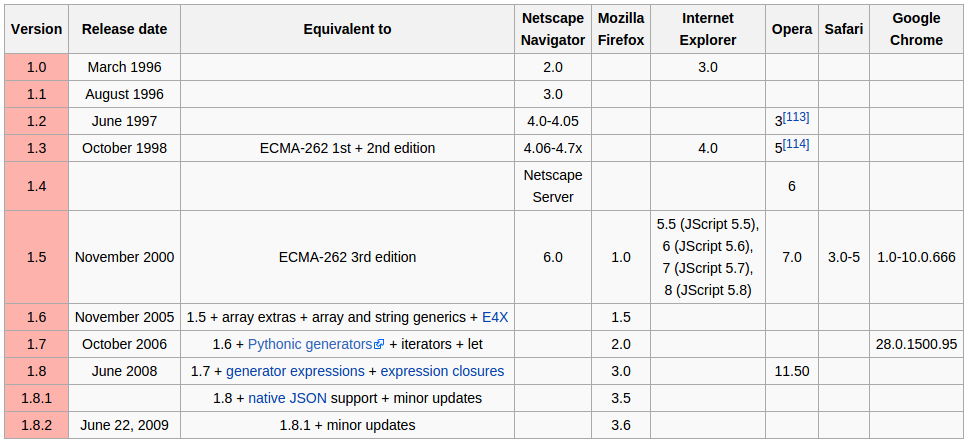 Version Release date Equivalent to Netscape Navigator Mozilla Firefox Internet Explorer Opera Safari Google Chrome
1.0 March 1996 2.0 3.0
1.1 August 1996 3.0
1.2 June 1997 4.0-4.05 3[113]
1.3 October 1998 ECMA-262 1st + 2nd edition 4.06-4.7x 4.0 5[114]
1.4 Netscape Server 6
1.5 November 2000 ECMA-262 3rd edition 6.0 1.0 5.5 (JScript 5.5), 6 (JScript 5.6), 7 (JScript 5.7), 8 (JScript 5.8) 7.0 3.0-5 1.0-10.0.666
1.6 November 2005 1.5 + array extras + array and string generics + E4X 1.5
1.7 October 2006 1.6 + Pythonic generators + iterators + let 2.0 28.0.1500.95
1.8 June 2008 1.7 + generator expressions + expression closures 3.0 11.50
1.8.1 1.8 + native JSON support + minor updates 3.5
1.8.2 June 22, 2009 1.8.1 + minor updates 3.6